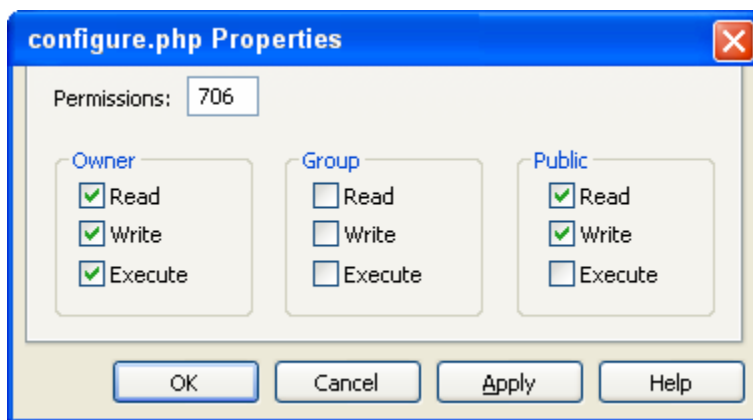 configure.php Properties
Permissions: 706
Owner Group Public
Read Read Read
Write Write Write
Execute Execute Execute
OK Cancel Apply Help